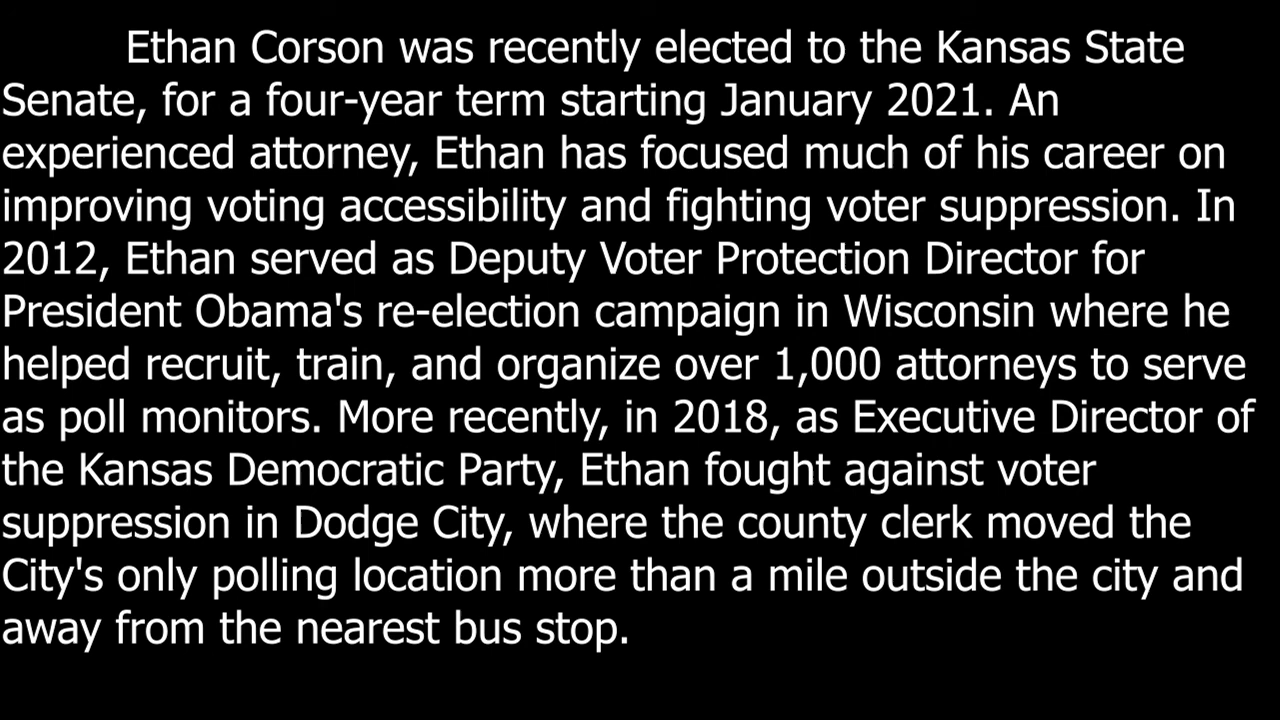 Ethan Corson was recently elected to the Kansas State
Senate, for a four-year term starting January 2021. An
experienced attorney, Ethan has focused much of his career on
improving voting accessibility and fighting voter suppression. In
2012, Ethan served as Deputy Voter Protection Director for
President Obama's re-election campaign in Wisconsin where he
helped recruit, train, and organize over 1,000 attorneys to serve
as poll monitors. More recently, in 2018, as Executive Director of
the Kansas Democratic Party, Ethan fought against voter
suppression in Dodge City, where the county clerk moved the
City's only polling location more than a mile outside the city and
away from the nearest bus stop.